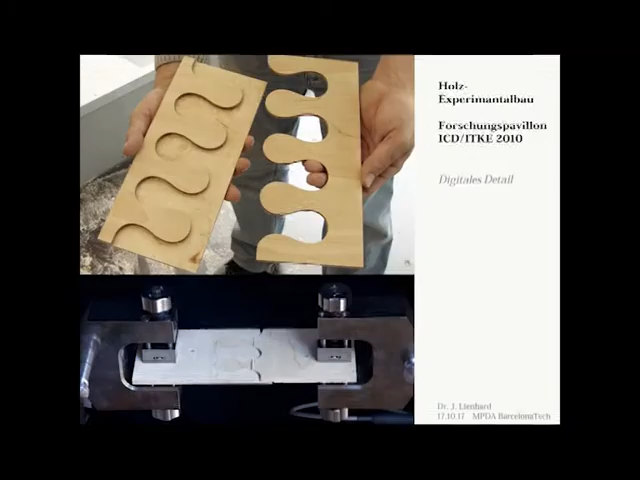 Holz-
Experimantalbau
Forschungspavillon
ICD/ITKE 2010
Digitales Detail
Dr. J. Lienhard
17.10.17 MPDA BarcelonaTech